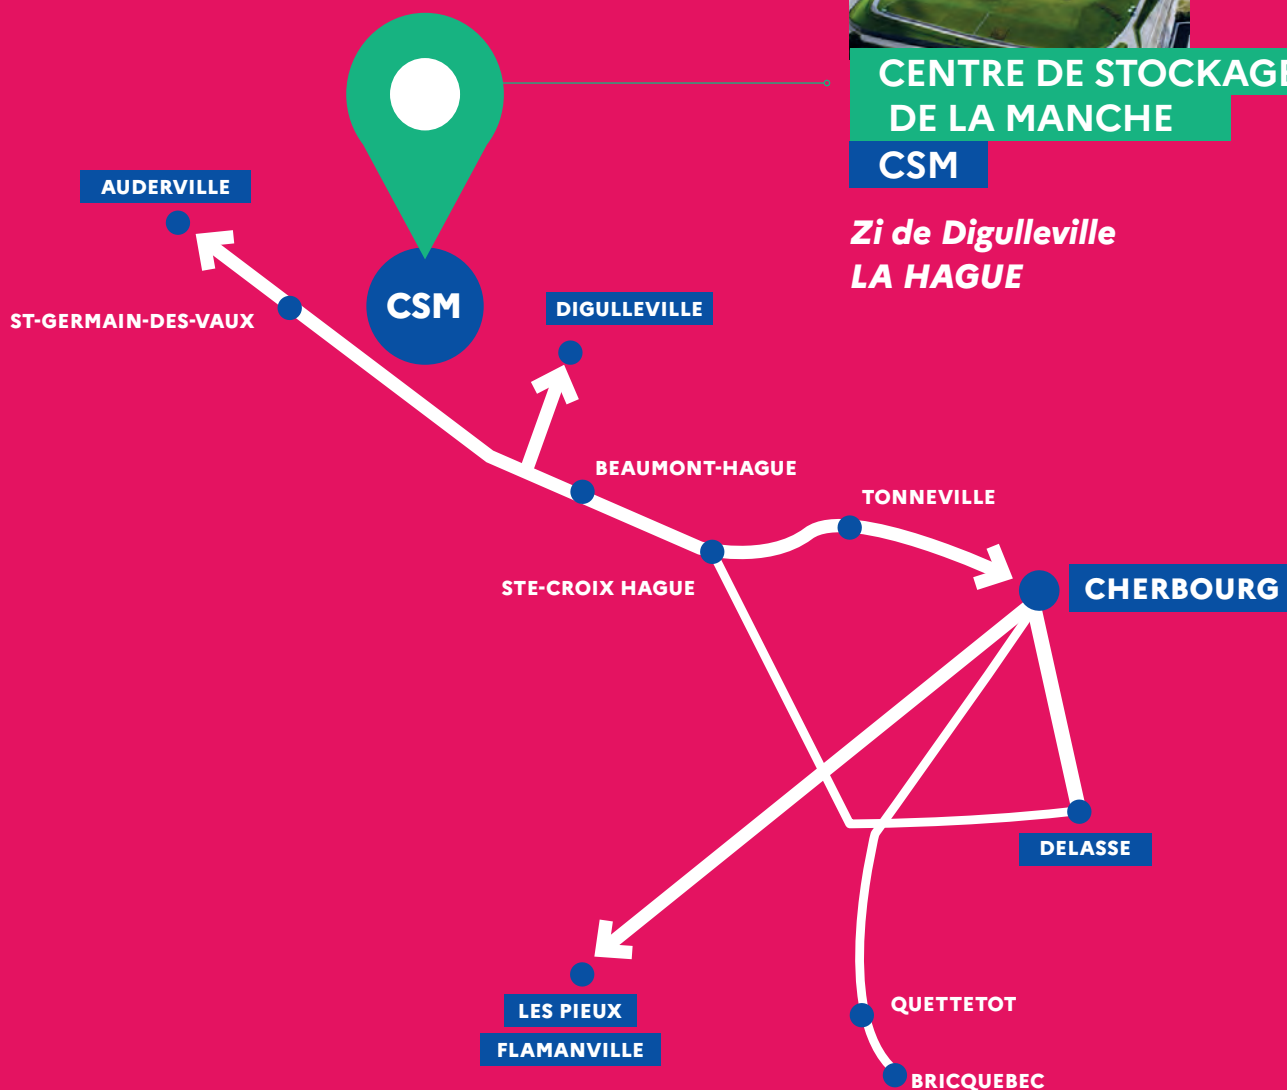 CENTRE DE STOCKAGE
DE LA MANCHE
CSM
Zi de Digulleville
LA HAGUE
AUDERVILLE
ST-GERMAIN-DES-VAUX
CSM
DIGULLEVILLE
BEAUMONT-HAGUE
TONNEVILLE
STE-CROIX HAGUE
CHERBOURG
DELASSE
LES PIEUX
FLAMANVILLE
QUETTETOT
BRICQUEBEC